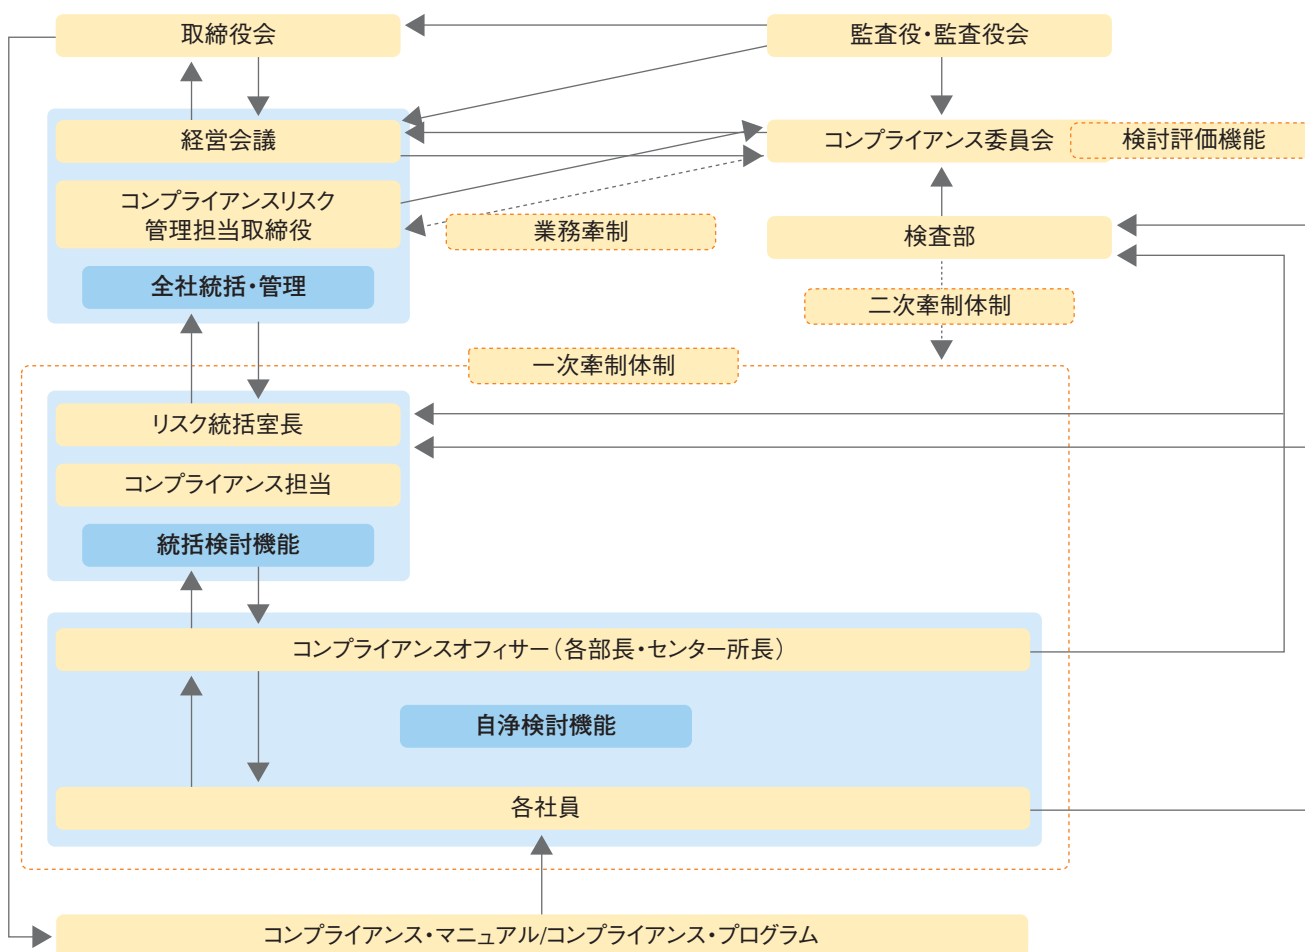 取締役会
監査役・監査役会
経営会議
コンプライアンス委員会
検討評価機能
コンプライアンスリスク
管理担当取締役
業務牽制
検査部
全社統括・管理
二次牽制体制
一次牽制体制
リスク統括室長
コンプライアンス担当
統括検討機能
コンプライアンスオフィサー（各部長・センター所長）
自浄検討機能
各社員
コンプライアンス・マニュアル/コンプライアンス・プログラム